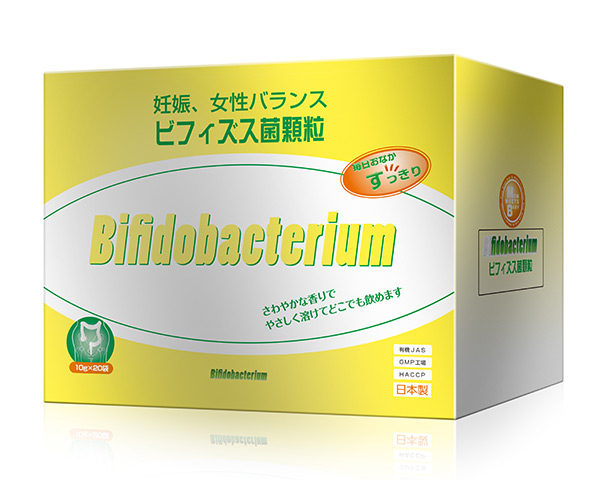 妊娠、女性バランス
ビフィズス菌顆粒
毎日おなか
すっきり
Bifidobacterium
さわやかな香りで
やさしく溶けてどこでも飲めます
10g×20袋
Bifidobacterium
有機JAS
GMP工場
HACCP
日本製
Bifidobacterium
ビフィズス菌顆粒